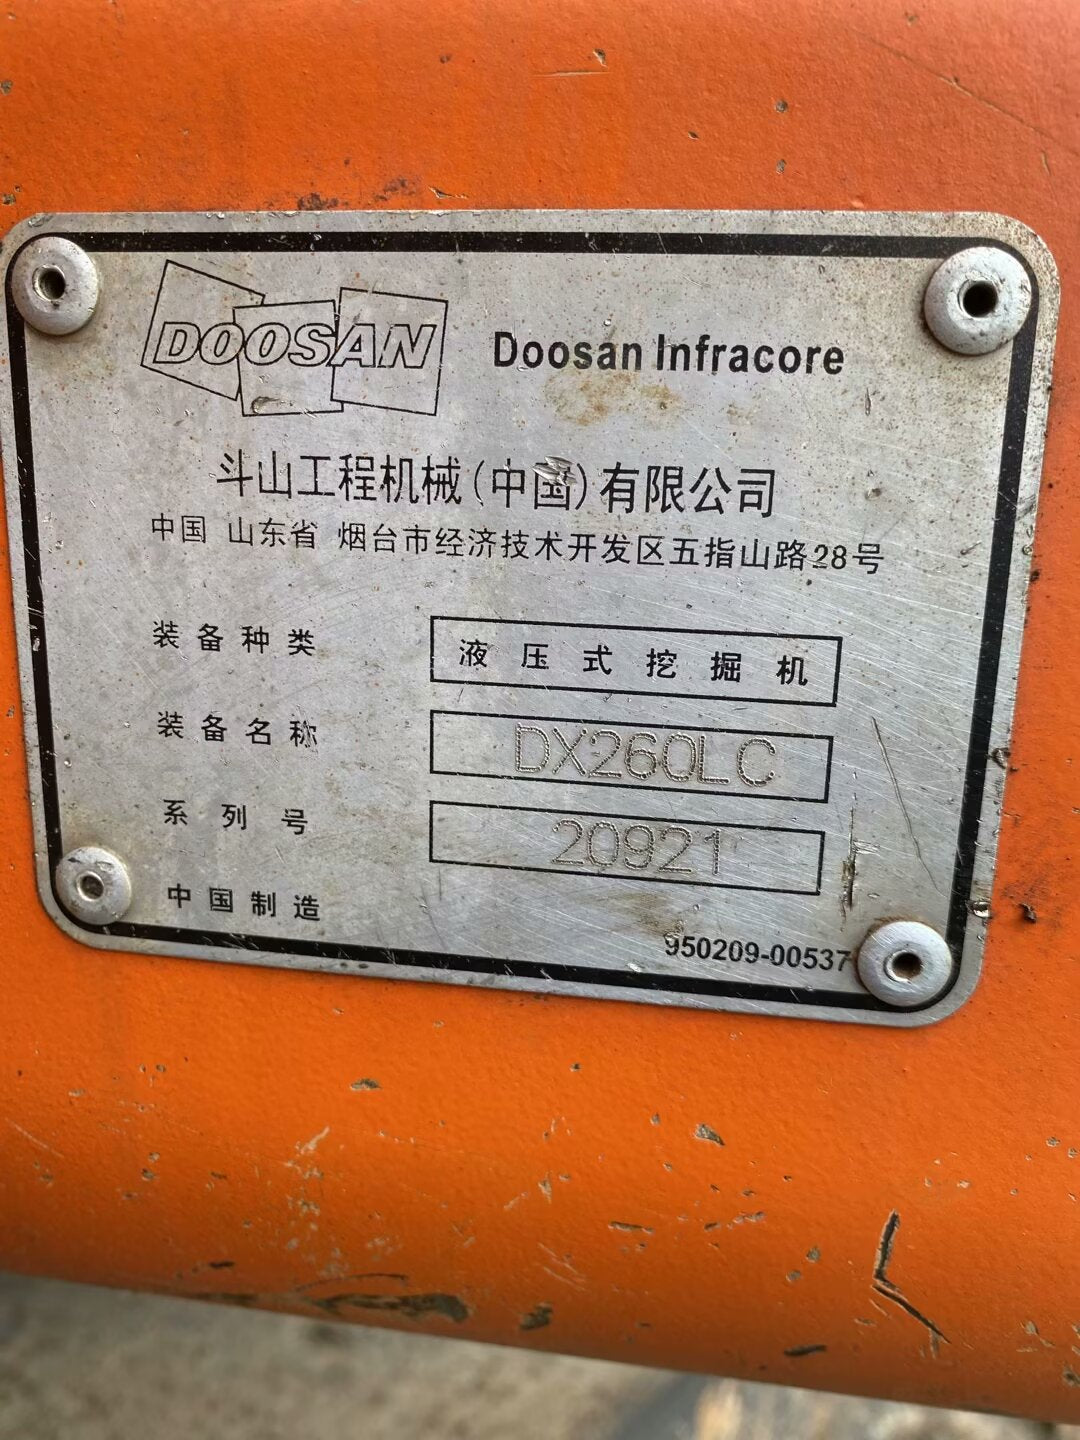 DOOSAN Doosan Infracore
斗山工程机械(中国)有限公司
中国 山东省 烟台市经济技术开发区五指山路28号
装备种类 液压式挖掘机
装备名称 DX260LC
系列号 20921
中国制造 950209-00537